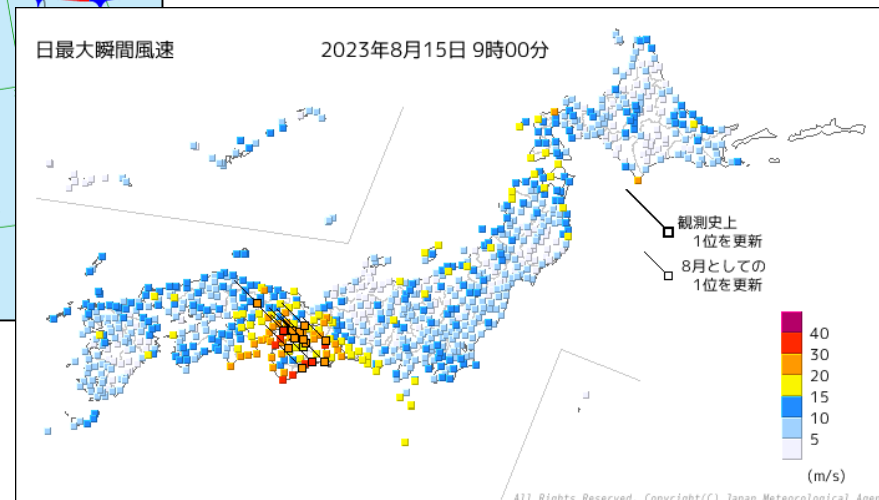 日最大瞬間風速
2023年8月15日 9時00分
観測史上
1位を更新
8月としての
1位を更新
40
30
20
15
10
5
(m/s)
All Rights Reserved. Copyright(C) Japan Meteorological